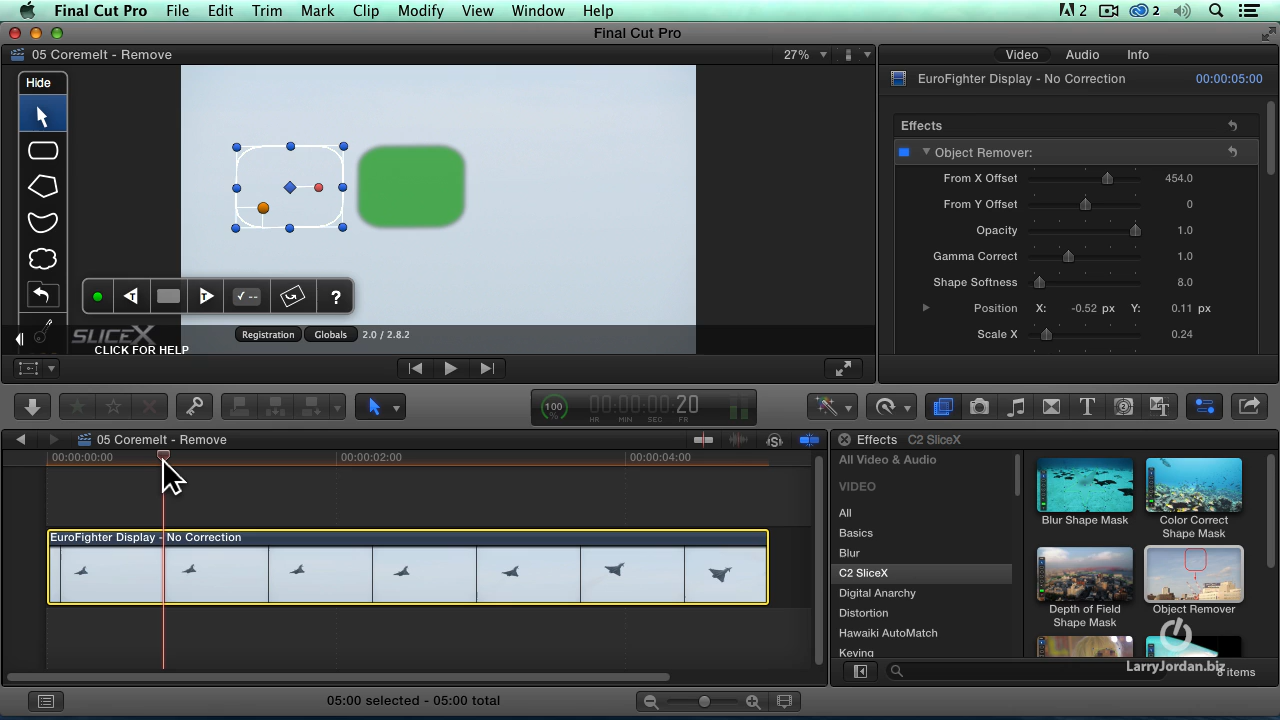 Final Cut Pro File Edit Trim Mark Clip Modify View Window Help
2 2
Final Cut Pro
05 Coremelt - Remove 27%
Hide
T T ✓ -- ?
SLICEX
CLICK FOR HELP
Registration Globals 2.0 / 2.8.2
Video Audio Info
EuroFighter Display - No Correction 00:00:05:00
Effects
Object Remover:
From X Offset 454.0
From Y Offset 0
Opacity 1.0
Gamma Correct 1.0
Shape Softness 8.0
Position X: -0.52 px Y: 0.11 px
Scale X 0.24
100 %
00:00:00:20
HR MIN SEC FR
T
05 Coremelt - Remove
S
00:00:00:00 00:00:02:00 00:00:04:00
EuroFighter Display - No Correction
05:00 selected - 05:00 total
Effects C2 SliceX
All Video & Audio
VIDEO
All
Basics
Blur
C2 SliceX
Digital Anarchy
Distortion
Hawaiki AutoMatch
Keying
Blur Shape Mask
Color Correct
Shape Mask
Depth of Field
Shape Mask
Object Remover
LarryJordan.biz
8 items